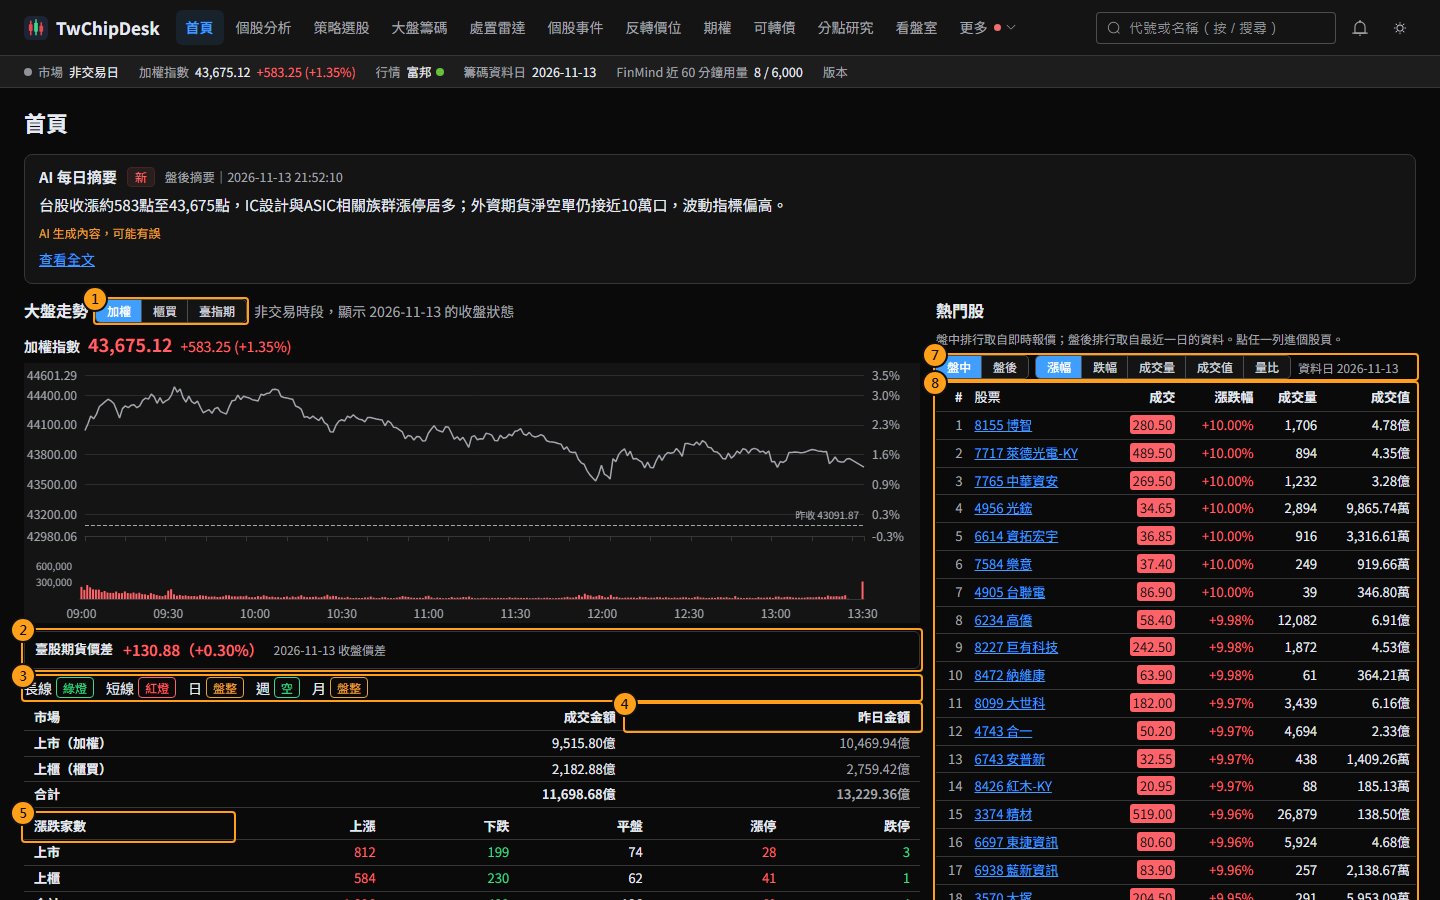 TwChipDesk 首頁 個股分析 策略選股 大盤籌碼 處置雷達 個股事件 反轉價位 期權 可轉債 分點研究 看盤室 更多 代號或名稱 ( 按 / 搜尋 )
市場 非交易日 加權指數 43,675.12 +583.25 (+1.35%) 行情 富邦 籌碼資料日 2026-11-13 FinMind 近 60 分鐘用量 8 / 6,000 版本
首頁
AI 每日摘要 新 盤後摘要｜2026-11-13 21:52:10
台股收漲約583點至43,675點，IC設計與ASIC相關族群漲停居多；外資期貨淨空單仍接近10萬口，波動指標偏高。
AI 生成內容，可能有誤
查看全文
大盤走勢 1 加權 櫃買 臺指期 非交易時段，顯示 2026-11-13 的收盤狀態
加權指數 43,675.12 +583.25 (+1.35%)
44601.29 3.5%
44400.00 3.0%
44100.00 2.3%
43800.00 1.6%
43500.00 0.9%
43200.00 昨收 43091.87 0.3%
42980.06 -0.3%
600,000
300,000
09:00 09:30 10:00 10:30 11:00 11:30 12:00 12:30 13:00 13:30
2
臺股期貨價差 +130.88（+0.30%） 2026-11-13 收盤價差
3
長線 綠燈 短線 紅燈 日 盤整 週 空 月 盤整
4
市場 成交金額 昨日金額
上市（加權） 9,515.80億 10,469.94億
上櫃（櫃買） 2,182.88億 2,759.42億
合計 11,698.68億 13,229.36億
5
漲跌家數 上漲 下跌 平盤 漲停 跌停
上市 812 199 74 28 3
上櫃 584 230 62 41 1
熱門股
盤中排行取自即時報價；盤後排行取自最近一日的資料。點任一列進個股頁。
7 盤中 盤後 漲幅 跌幅 成交量 成交值 量比 資料日 2026-11-13
8
# 股票 成交 漲跌幅 成交量 成交值
1 8155 博智 280.50 +10.00% 1,706 4.78億
2 7717 萊德光電-KY 489.50 +10.00% 894 4.35億
3 7765 中華資安 269.50 +10.00% 1,232 3.28億
4 4956 光鋐 34.65 +10.00% 2,894 9,865.74萬
5 6614 資拓宏宇 36.85 +10.00% 916 3,316.61萬
6 7584 樂意 37.40 +10.00% 249 919.66萬
7 4905 台聯電 86.90 +10.00% 39 346.80萬
8 6234 高僑 58.40 +9.98% 12,082 6.91億
9 8227 巨有科技 242.50 +9.98% 1,872 4.53億
10 8472 納維康 63.90 +9.98% 61 364.21萬
11 8099 大世科 182.00 +9.97% 3,439 6.16億
12 4743 合一 50.20 +9.97% 4,694 2.33億
13 6743 安普新 32.55 +9.97% 438 1,409.26萬
14 8426 紅木-KY 20.95 +9.97% 88 185.13萬
15 3374 精材 519.00 +9.96% 26,879 138.50億
16 6697 東捷資訊 80.60 +9.96% 5,924 4.68億
17 6938 藍新資訊 83.90 +9.96% 257 2,138.67萬
18 3570 大塚 204.50 +9.95% 291 5,953.09萬